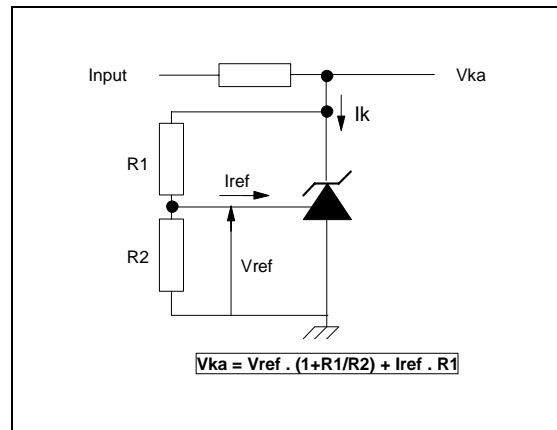 Input
Vka
Ik
R1
Iref
R2
Vref
Vka = Vref . (1+R1/R2) + Iref . R1